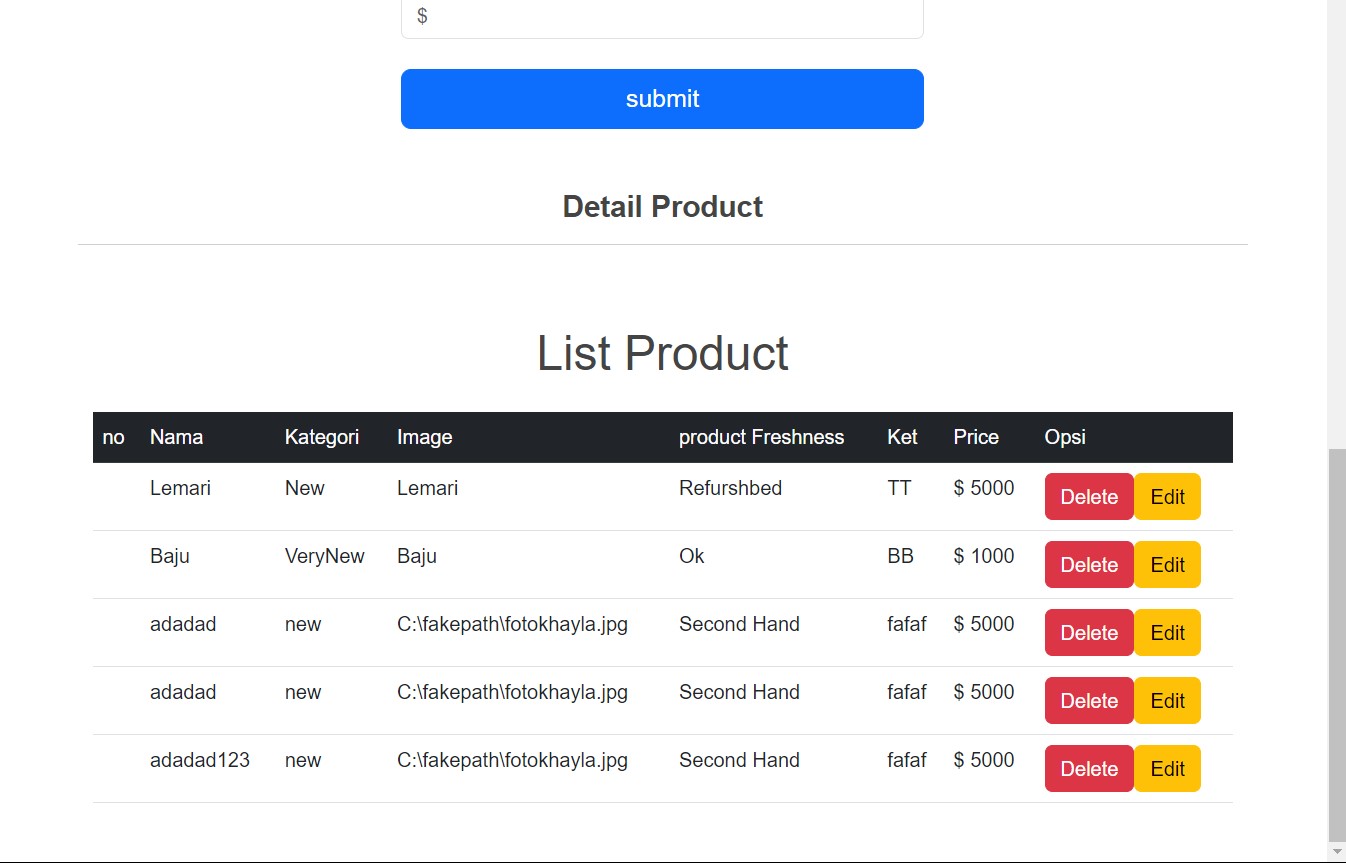 $
submit
Detail Product
List Product
no Nama Kategori Image product Freshness Ket Price Opsi
Lemari New Lemari Refurshbed TT $ 5000 Delete Edit
Baju VeryNew Baju Ok BB $ 1000 Delete Edit
adadad new C:\fakepath\fotokhayla.jpg Second Hand fafaf $ 5000 Delete Edit
adadad new C:\fakepath\fotokhayla.jpg Second Hand fafaf $ 5000 Delete Edit
adadad123 new C:\fakepath\fotokhayla.jpg Second Hand fafaf $ 5000 Delete Edit